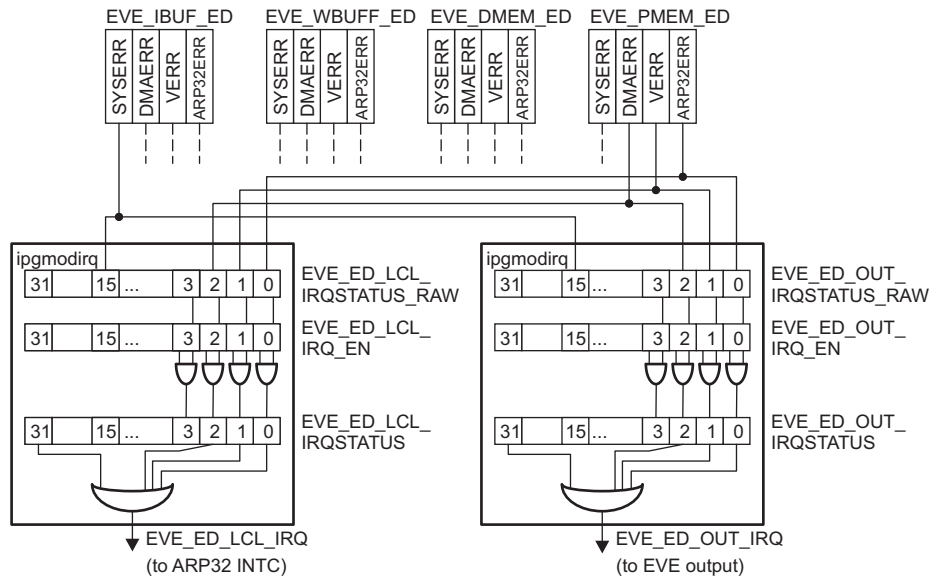 EVE_IBUF_ED
EVE_WBUFF_ED
EVE_DMEM_ED
EVE_PMEM_ED
SYSERR
DMAERR
VERR
ARP32ERR
SYSERR
DMAERR
VERR
ARP32ERR
SYSERR
DMAERR
VERR
ARP32ERR
SYSERR
DMAERR
VERR
ARP32ERR
ipgmodirq
31 15 ... 3 2 1 0
EVE_ED_LCL_
IRQSTATUS_RAW
31 15 ... 3 2 1 0
EVE_ED_LCL_
IRQ_EN
31 15 ... 3 2 1 0
EVE_ED_LCL_
IRQSTATUS
EVE_ED_LCL_IRQ
(to ARP32 INTC)
ipgmodirq
31 15 ... 3 2 1 0
EVE_ED_OUT_
IRQSTATUS_RAW
31 15 ... 3 2 1 0
EVE_ED_OUT_
IRQ_EN
31 15 ... 3 2 1 0
EVE_ED_OUT_
IRQSTATUS
EVE_ED_OUT_IRQ
(to EVE output)